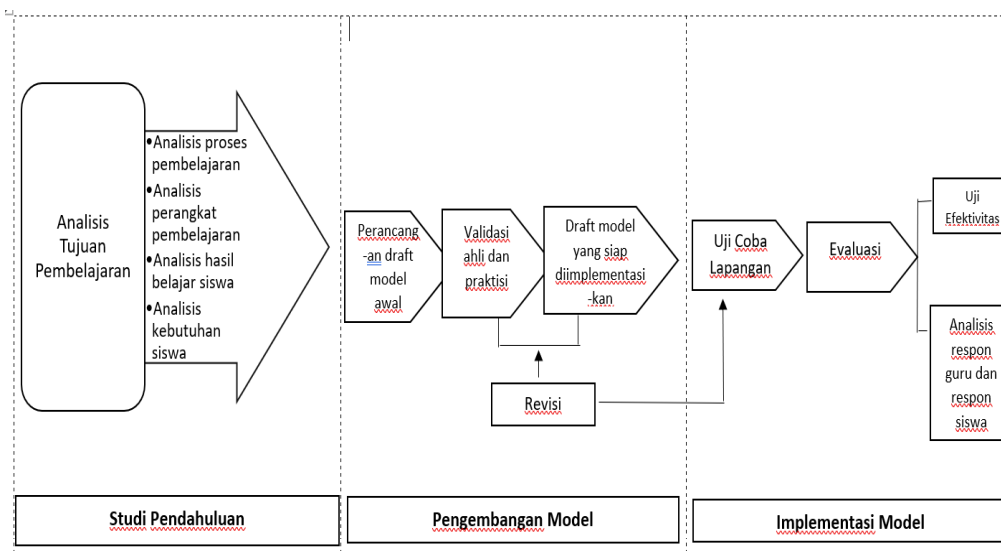 Analisis
Tujuan
Pembelajaran
•Analisis proses
pembelajaran
•Analisis
perangkat
pembelajaran
•Analisis hasil
belajar siswa
•Analisis
kebutuhan
siswa
Studi Pendahuluan
Perancang
-an draft
model
awal
Validasi
ahli dan
praktisi
Draft model
yang siap
diimplementasi
-kan
Revisi
Pengembangan Model
Uji Coba
Lapangan
Evaluasi
Uji
Efektivitas
Analisis
respon
guru dan
respon
siswa
Implementasi Model